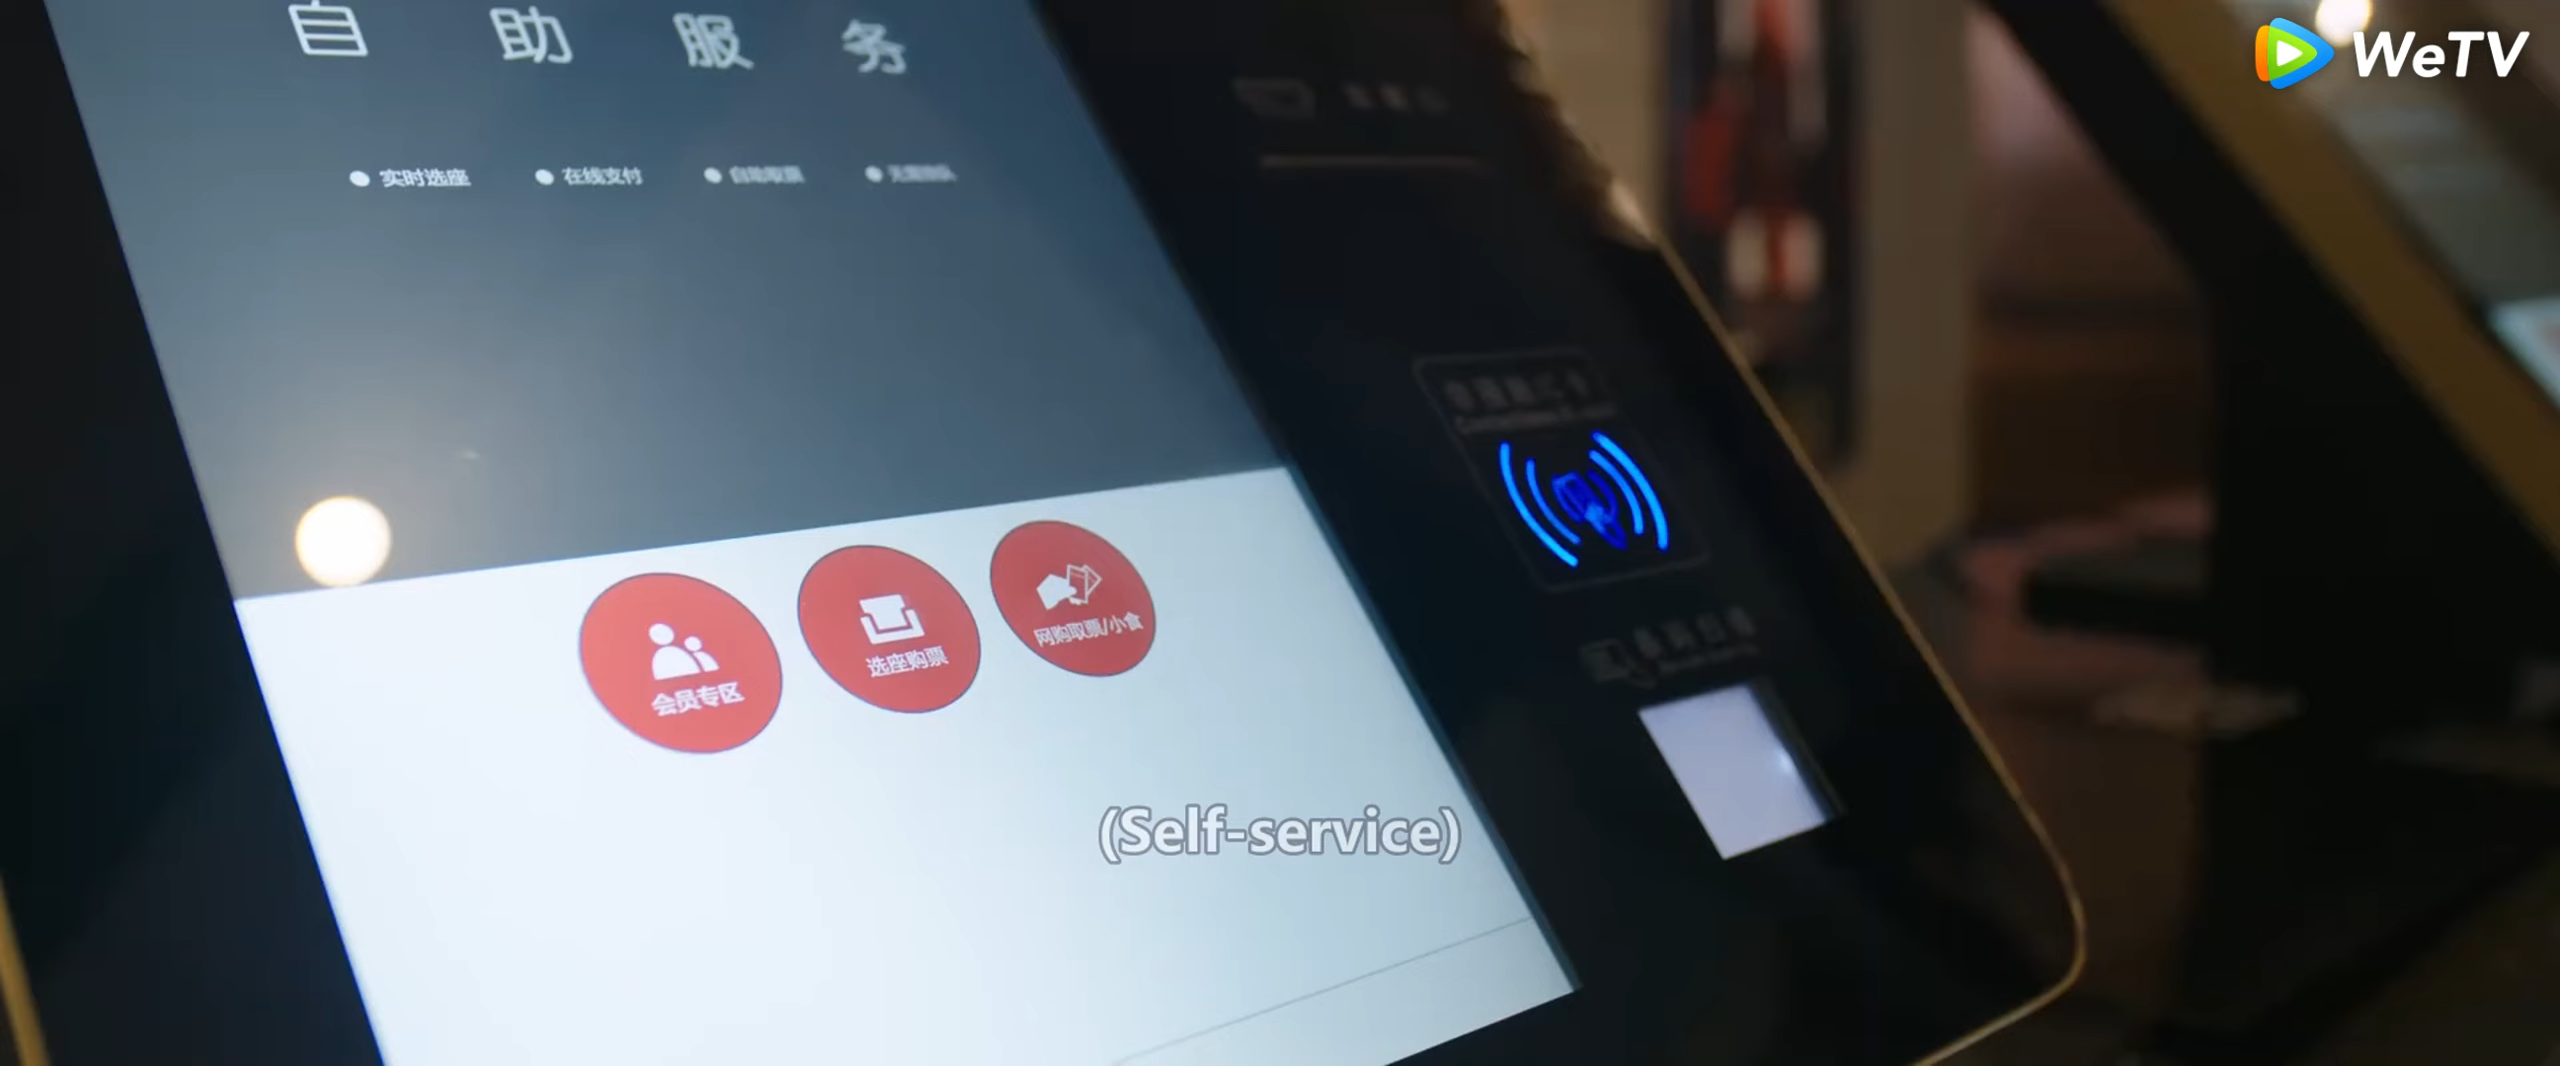 自助服务
WeTV
● 实时选座 ● 在线支付 ● 自助取票 ● 无需排队
会员专区
选座购票
网购取票/小食
(Self-service)